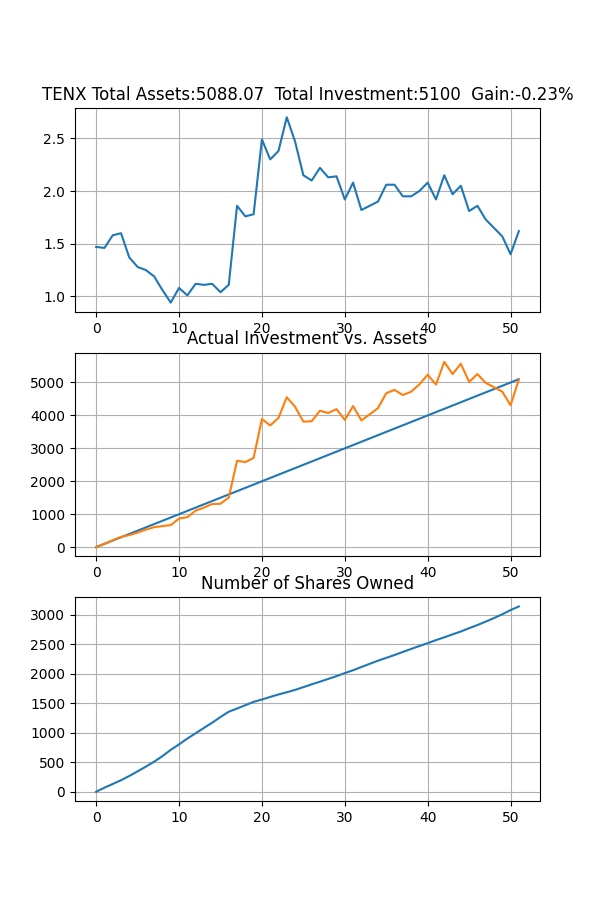 TENX Total Assets:5088.07  Total Investment:5100  Gain:-0.23%
2.5
2.0
1.5
1.0
0 10 20 30 40 50
Actual Investment vs. Assets
5000
4000
3000
2000
1000
0
0 10 20 30 40 50
Number of Shares Owned
3000
2500
2000
1500
1000
500
0
0 10 20 30 40 50